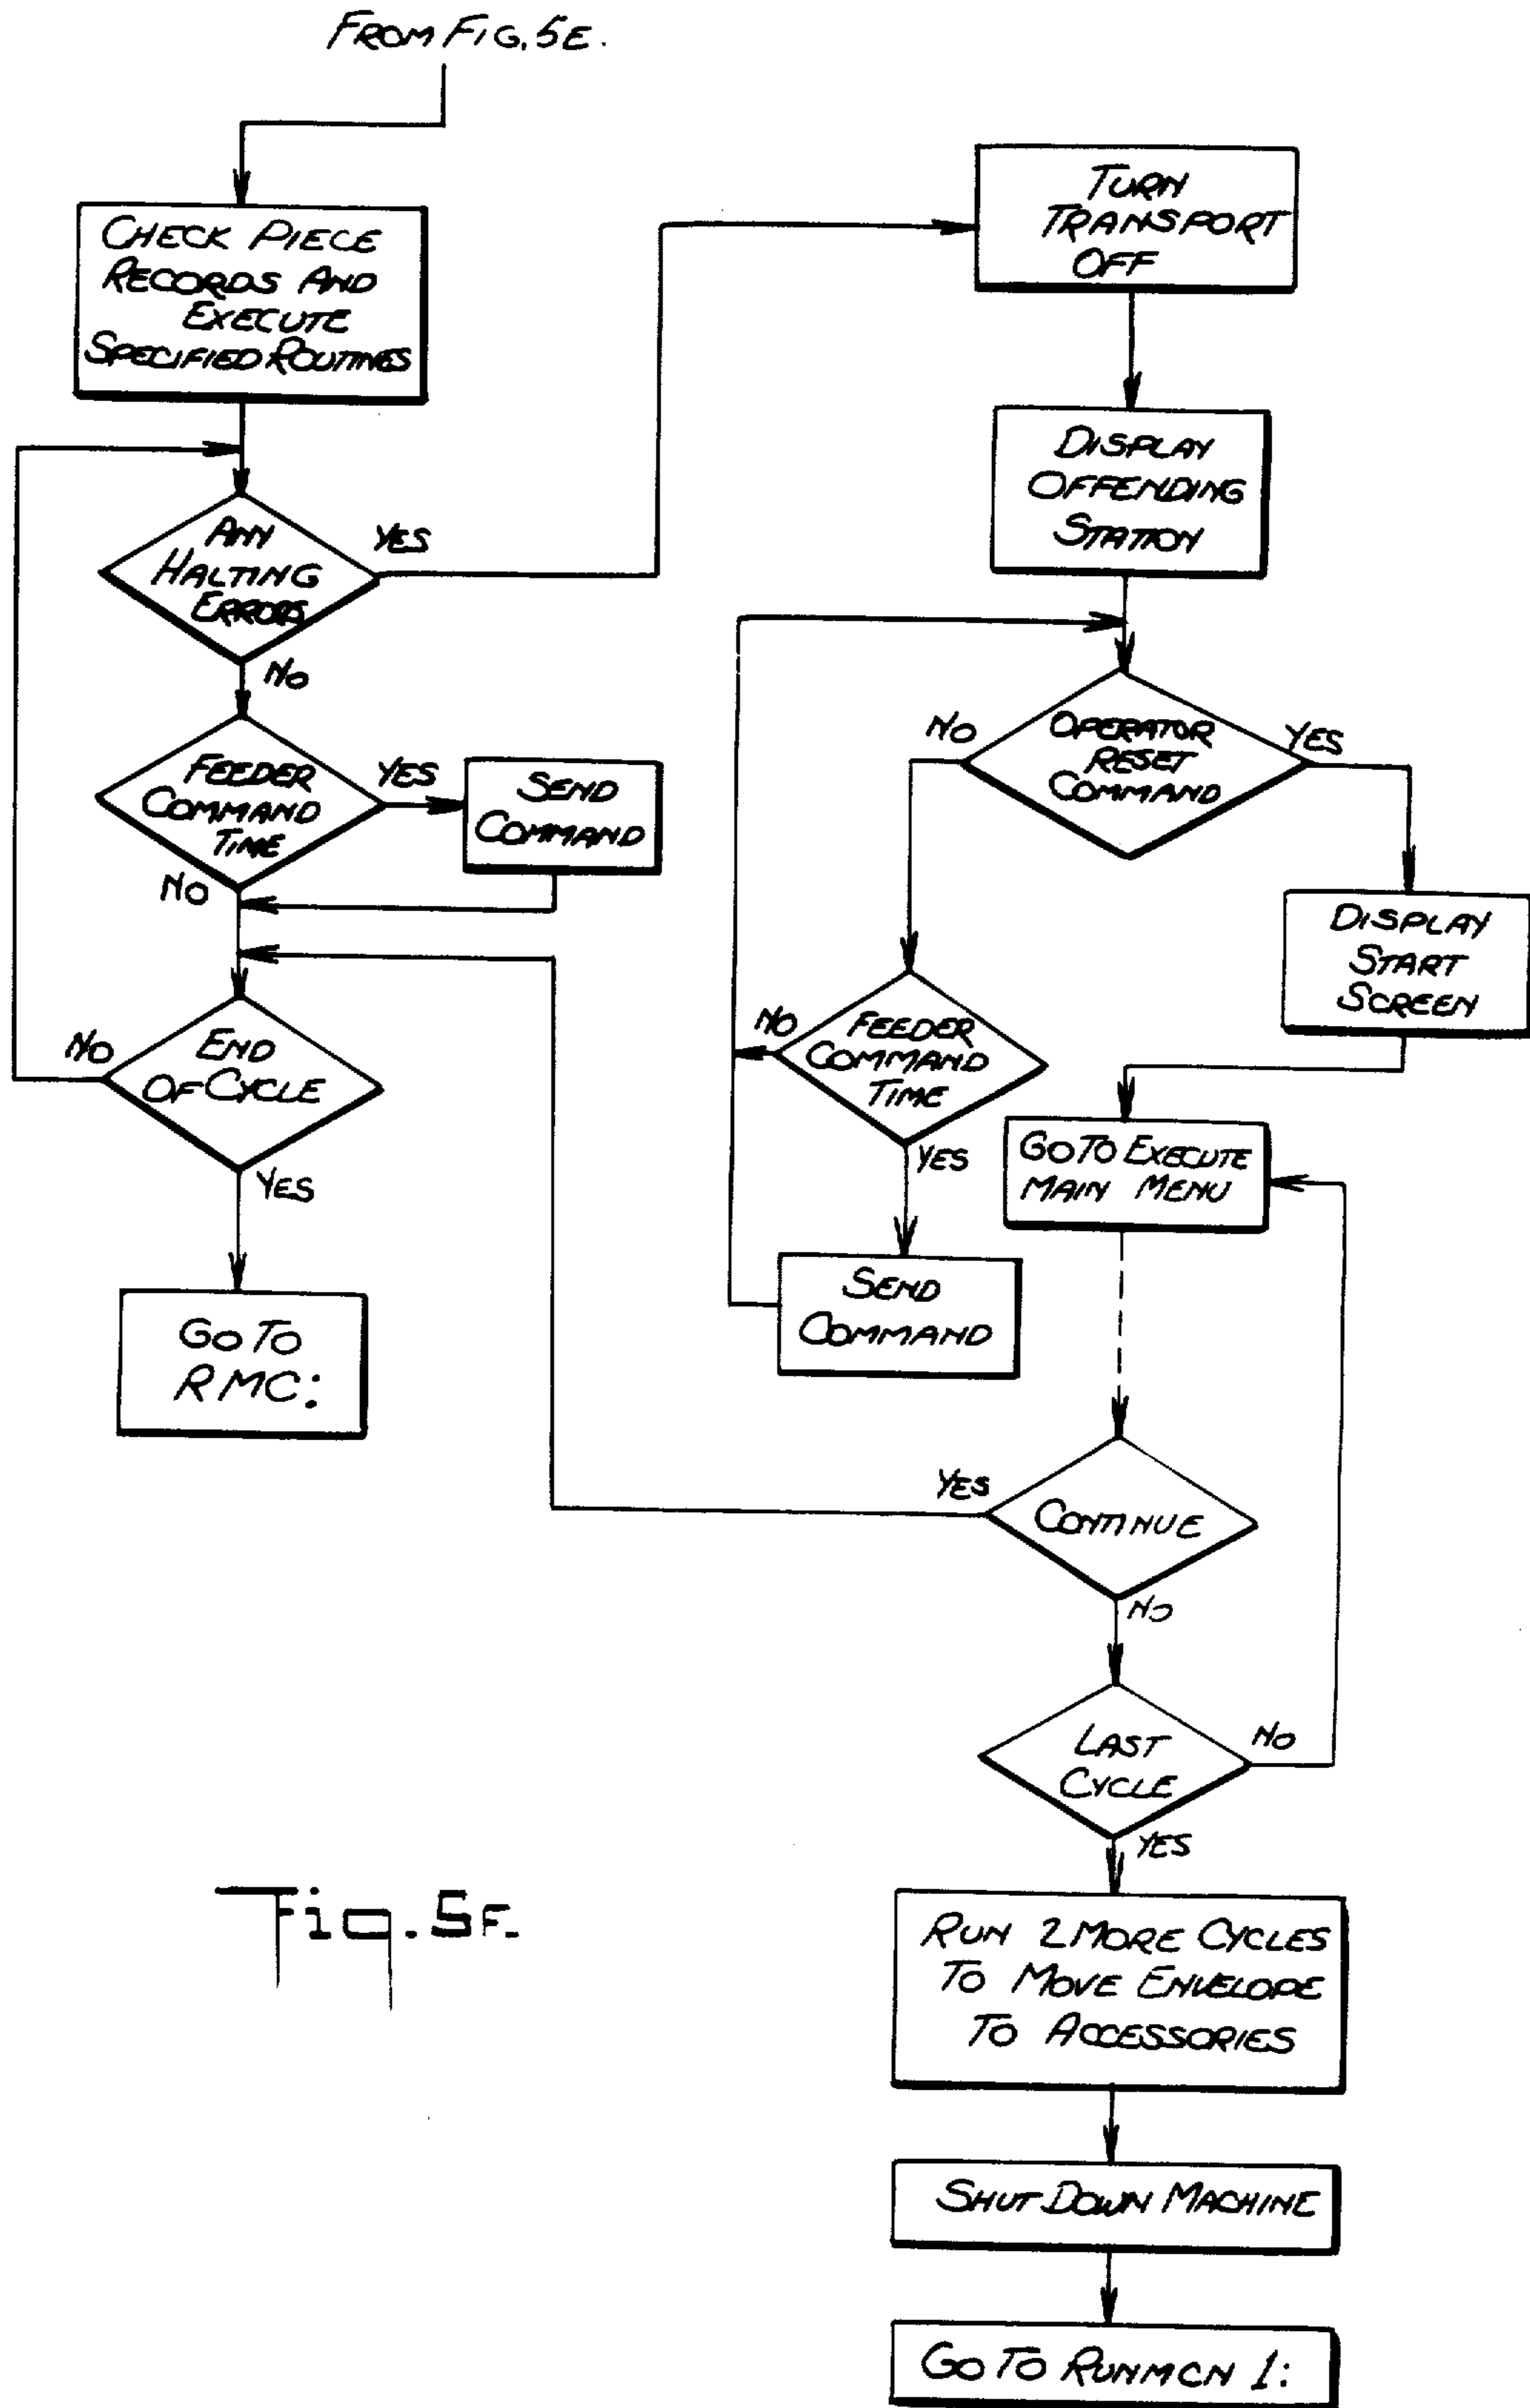 FROM FIG. 5E.
CHECK PIECE
RECORDS AND
EXECUTE
SPECIFIED ROUTINES
ANY
HALTING
ERRORS
YES
NO
FEEDER
COMMAND
TIME
YES
NO
SEND
COMMAND
END
OF CYCLE
NO
YES
GO TO
RMC:
TURN
TRANSPORT
OFF
DISPLAY
OFFENDING
STATION
OPERATOR
RESET
COMMAND
NO
YES
DISPLAY
START
SCREEN
FEEDER
COMMAND
TIME
NO
YES
SEND
COMMAND
GO TO EXECUTE
MAIN MENU
CONTINUE
YES
NO
LAST
CYCLE
NO
YES
RUN 2 MORE CYCLES
TO MOVE ENVELOPE
TO ACCESSORIES
SHUT DOWN MACHINE
GO TO RUNMCN 1:
Fig. 5F.